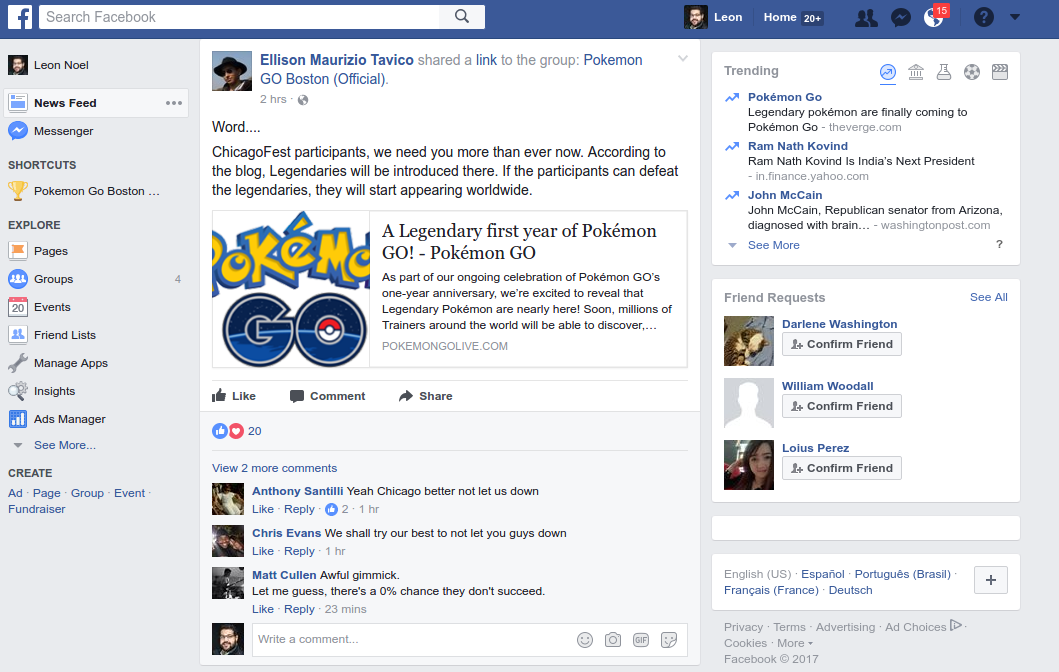 Search Facebook
Leon
Home 20+
15
Leon Noel
News Feed
Messenger
SHORTCUTS
Pokemon Go Boston ...
EXPLORE
Pages
Groups 4
20 Events
Friend Lists
Manage Apps
Insights
Ads Manager
See More...
CREATE
Ad · Page · Group · Event ·
Fundraiser
Ellison Maurizio Tavico shared a link to the group: Pokemon
GO Boston (Official).
2 hrs ·
Word....
ChicagoFest participants, we need you more than ever now. According to
the blog, Legendaries will be introduced there. If the participants can defeat
the legendaries, they will start appearing worldwide.
POKéMON
GO
A Legendary first year of Pokémon
GO! - Pokémon GO
As part of our ongoing celebration of Pokémon GO's
one-year anniversary, we're excited to reveal that
Legendary Pokémon are nearly here! Soon, millions of
Trainers around the world will be able to discover,...
POKEMONGOLIVE.COM
Like Comment Share
20
View 2 more comments
Anthony Santilli Yeah Chicago better not let us down
Like · Reply · 2 · 1 hr
Chris Evans We shall try our best to not let you guys down
Like · Reply · 1 hr
Matt Cullen Awful gimmick.
Let me guess, there's a 0% chance they don't succeed.
Like · Reply · 23 mins
Write a comment...
GIF
Trending
Pokémon Go
Legendary pokémon are finally coming to
Pokémon Go - theverge.com
Ram Nath Kovind
Ram Nath Kovind Is India's Next President
- in.finance.yahoo.com
John McCain
John McCain, Republican senator from Arizona,
diagnosed with brain... - washingtonpost.com
See More ?
Friend Requests See All
Darlene Washington
Confirm Friend
William Woodall
Confirm Friend
Loius Perez
Confirm Friend
English (US) · Español · Português (Brasil) ·
Français (France) · Deutsch
+
Privacy · Terms · Advertising · Ad Choices ·
Cookies · More
Facebook © 2017